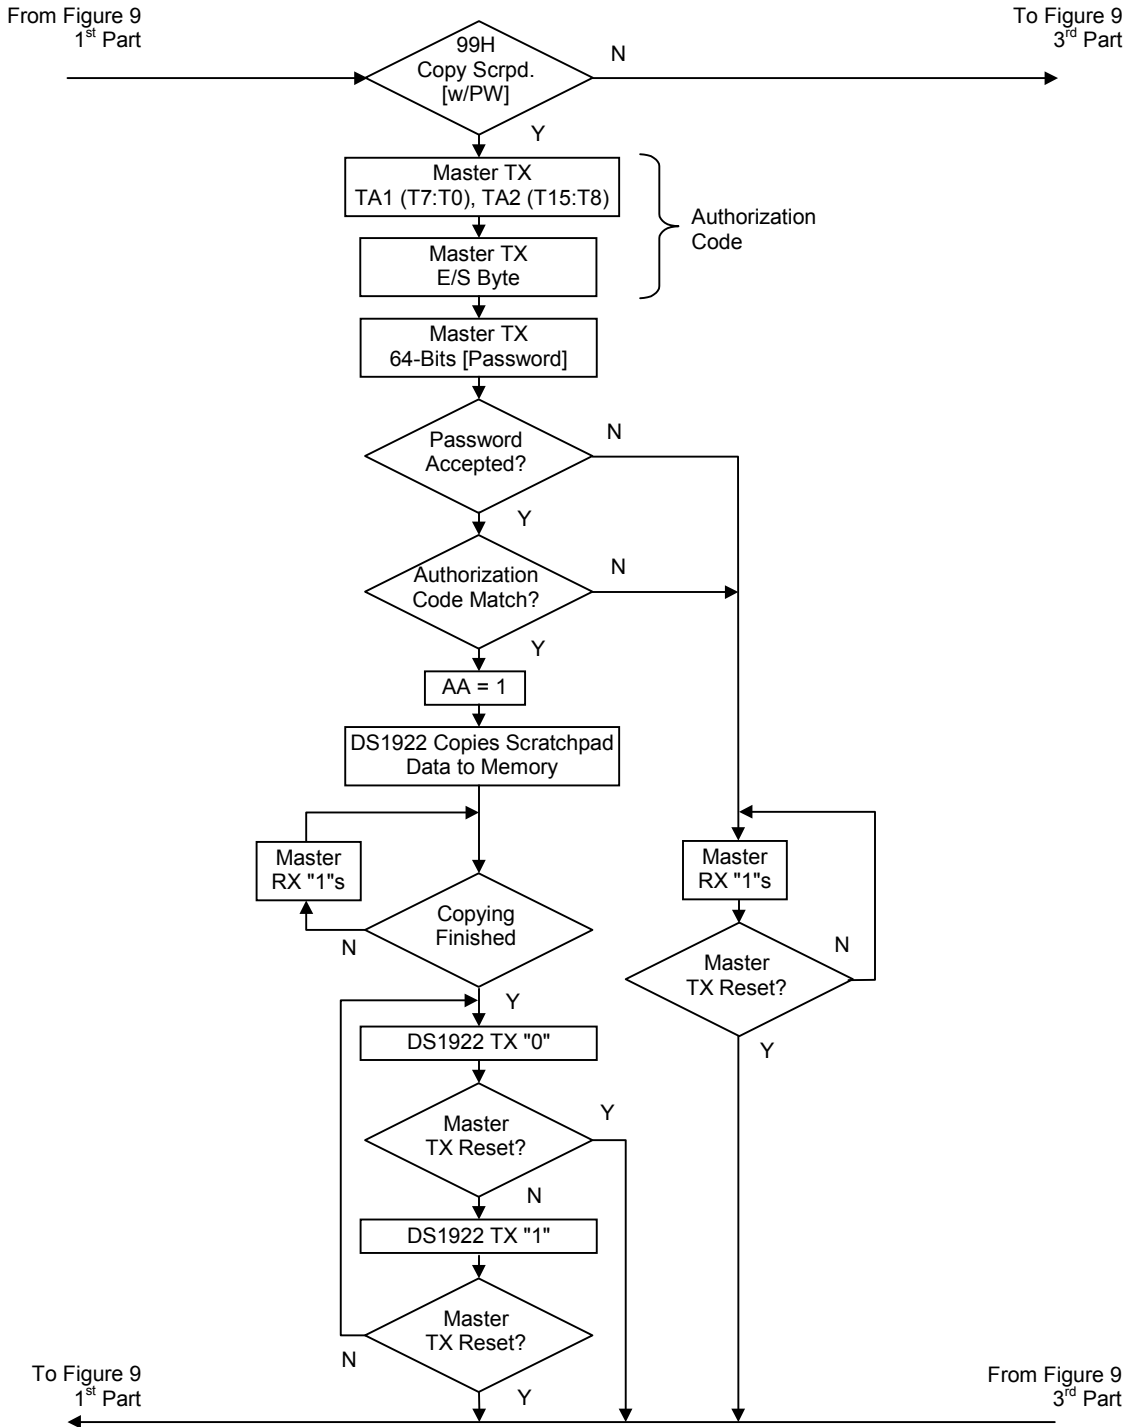 From Figure 9
1st Part
To Figure 9
3rd Part
99H
Copy Scrpd.
[w/PW]
N
Y
Master TX
TA1 (T7:T0), TA2 (T15:T8)
Authorization
Code
Master TX
E/S Byte
Master TX
64-Bits [Password]
Password
Accepted?
N
Y
Authorization
Code Match?
N
Y
AA = 1
DS1922 Copies Scratchpad
Data to Memory
Master
RX "1"s
Master
RX "1"s
Copying
Finished
N
Y
Master
TX Reset?
N
Y
DS1922 TX "0"
Master
TX Reset?
Y
N
DS1922 TX "1"
Master
TX Reset?
N
Y
To Figure 9
1st Part
From Figure 9
3rd Part